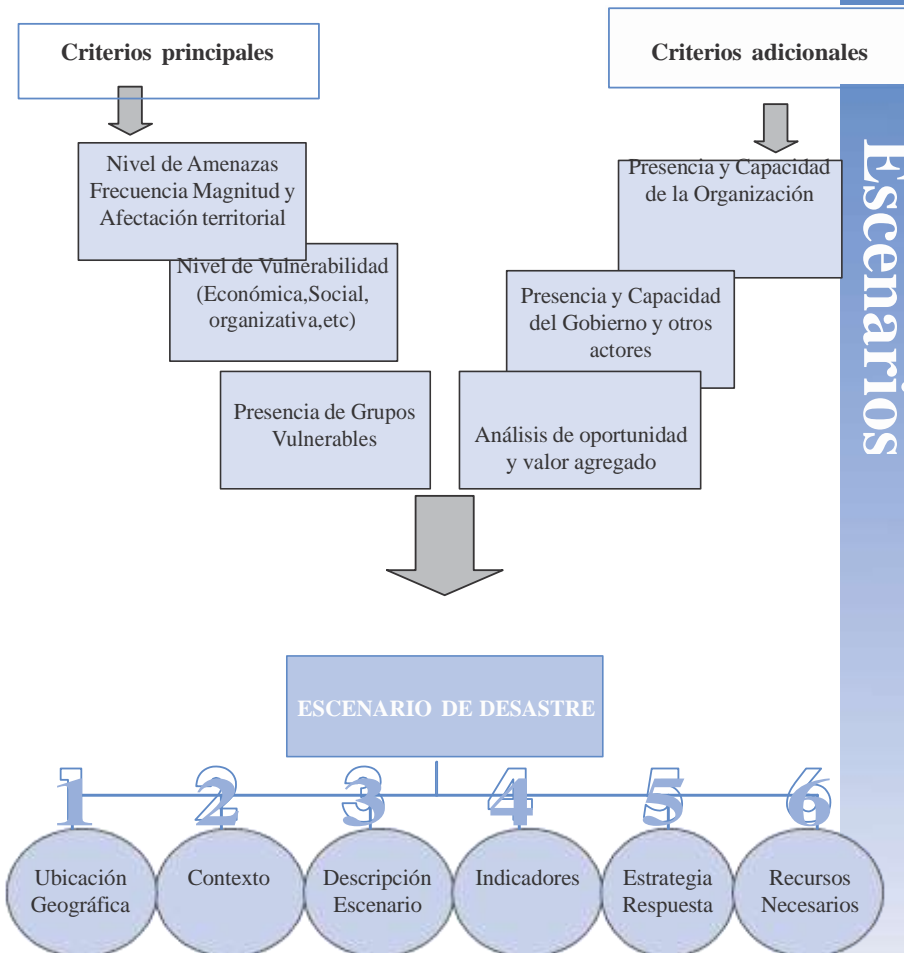 Criterios principales
Nivel de Amenazas
Frecuencia Magnitud y
Afectación territorial
Nivel de Vulnerabilidad
(Económica,Social,
organizativa,etc)
Presencia de Grupos
Vulnerables
Criterios adicionales
Presencia y Capacidad
de la Organización
Presencia y Capacidad
del Gobierno y otros
actores
Análisis de oportunidad
y valor agregado
Escenarios
ESCENARIO DE DESASTRE
1
Ubicación
Geográfica
2
Contexto
3
Descripción
Escenario
4
Indicadores
5
Estrategia
Respuesta
6
Recursos
Necesarios